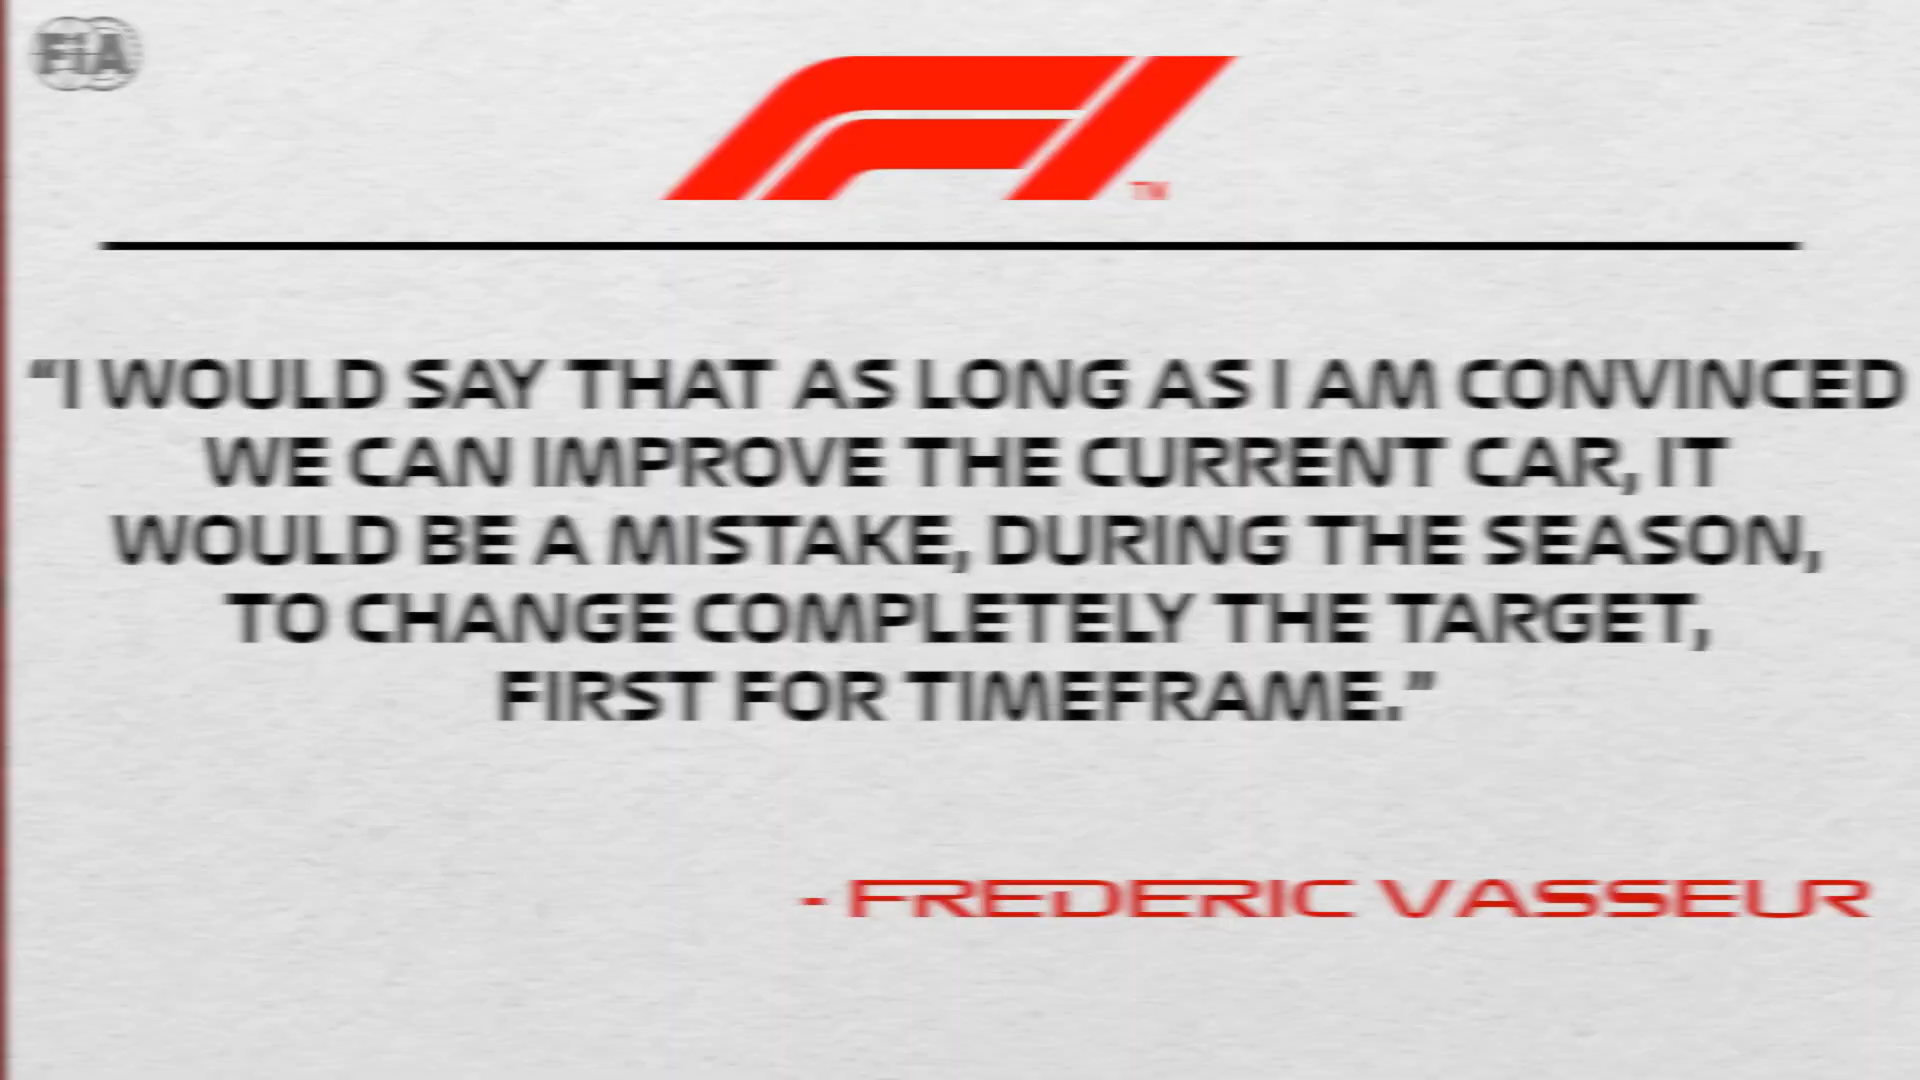 FiA
F1
TM
“I WOULD SAY THAT AS LONG AS I AM CONVINCED
WE CAN IMPROVE THE CURRENT CAR, IT
WOULD BE A MISTAKE, DURING THE SEASON,
TO CHANGE COMPLETELY THE TARGET,
FIRST FOR TIMEFRAME.”
- FREDERIC VASSEUR